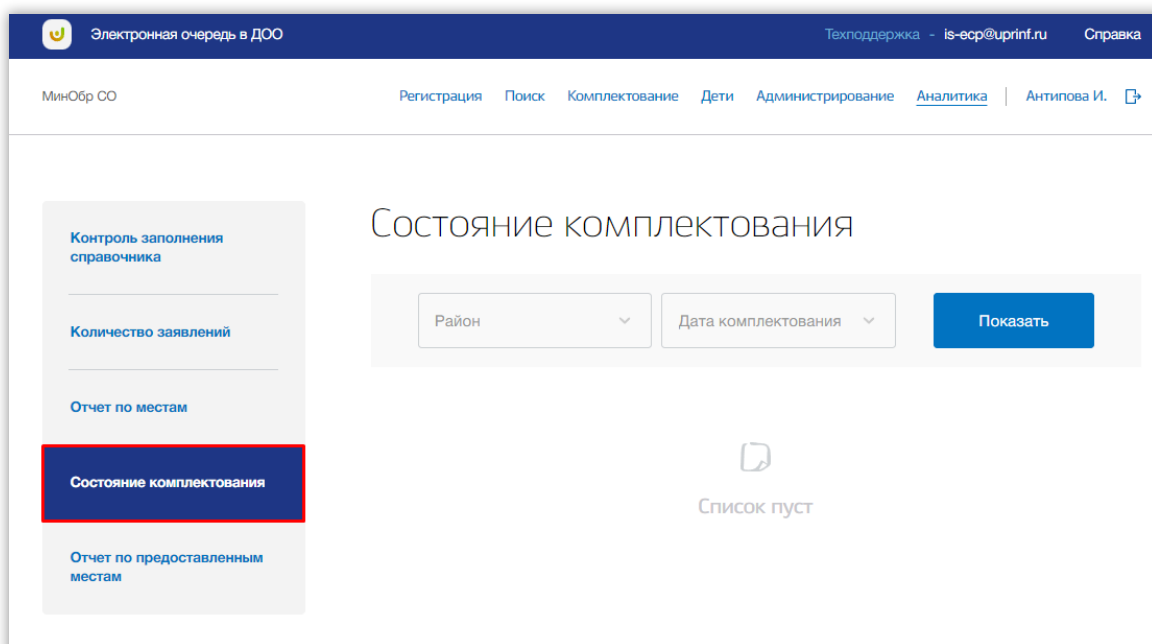 Электронная очередь в ДОО
Техподдержка - is-ecp@uprinf.ru Справка
МинОбр СО
Регистрация Поиск Комплектование Дети Администрирование Аналитика Антипова И.
Контроль заполнения
справочника
Количество заявлений
Отчет по местам
Состояние комплектования
Отчет по предоставленным
местам
Состояние комплектования
Район
Дата комплектования
Показать
Список пуст